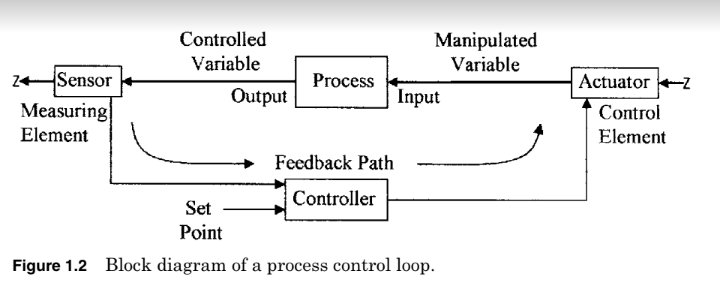 Controlled
Variable
Manipulated
Variable
Z
Sensor
Process
Actuator
Z
Output
Input
Measuring
Element
Control
Element
Feedback Path
Controller
Set
Point
Figure 1.2 Block diagram of a process control loop.